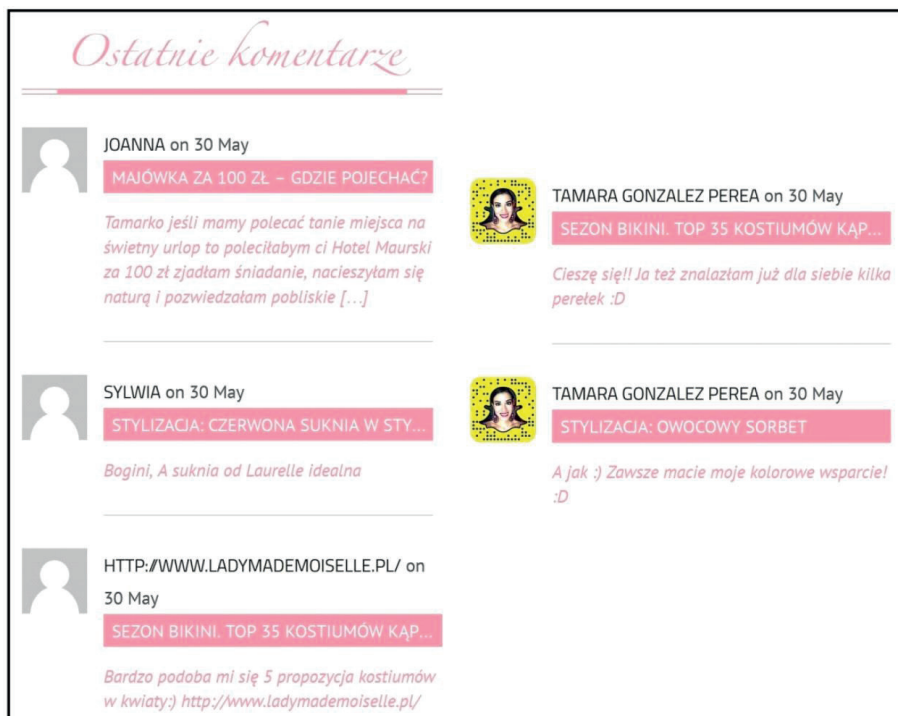 Ostatnie komentarze
JOANNA on 30 May
MAJÓWKA ZA 100 ZŁ – GDZIE POJECHAĆ?
Tamarko jeśli mamy polecać tanie miejsca na
świetny urlop to poleciłabym ci Hotel Maurski
za 100 zł zjadłam śniadanie, nacieszyłam się
naturą i pozwiedzałam pobliskie [...]
SYLWIA on 30 May
STYLIZACJA: CZERWONA SUKNIA W STY...
Bogini, A suknia od Laurelle idealna
HTTP://WWW.LADYMADEMOISELLE.PL/ on
30 May
SEZON BIKINI. TOP 35 KOSTIUMÓW KĄP...
Bardzo podoba mi się 5 propozycja kostiumów
w kwiaty:) http://www.ladymademoiselle.pl/
TAMARA GONZALEZ PEREA on 30 May
SEZON BIKINI. TOP 35 KOSTIUMÓW KĄP...
Cieszę się!! Ja też znalazłam już dla siebie kilka
perełek :D
TAMARA GONZALEZ PEREA on 30 May
STYLIZACJA: OWOCOWY SORBET
A jak :) Zawsze macie moje kolorowe wsparcie!
:D